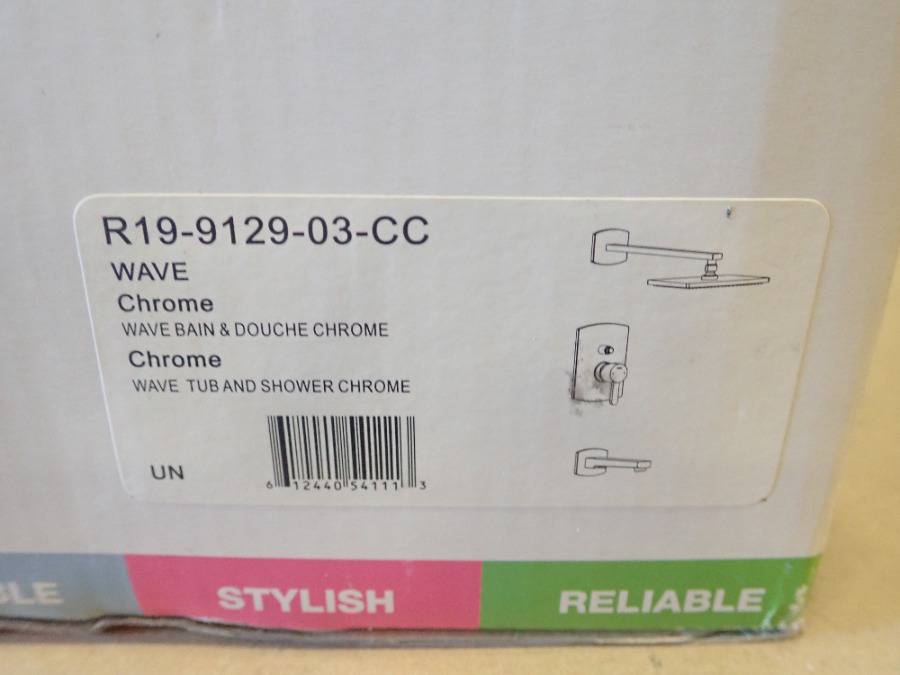 R19-9129-03-CC
WAVE
Chrome
WAVE BAIN & DOUCHE CHROME
Chrome
WAVE TUB AND SHOWER CHROME
UN
6 12440 54111 3
STYLISH
RELIABLE